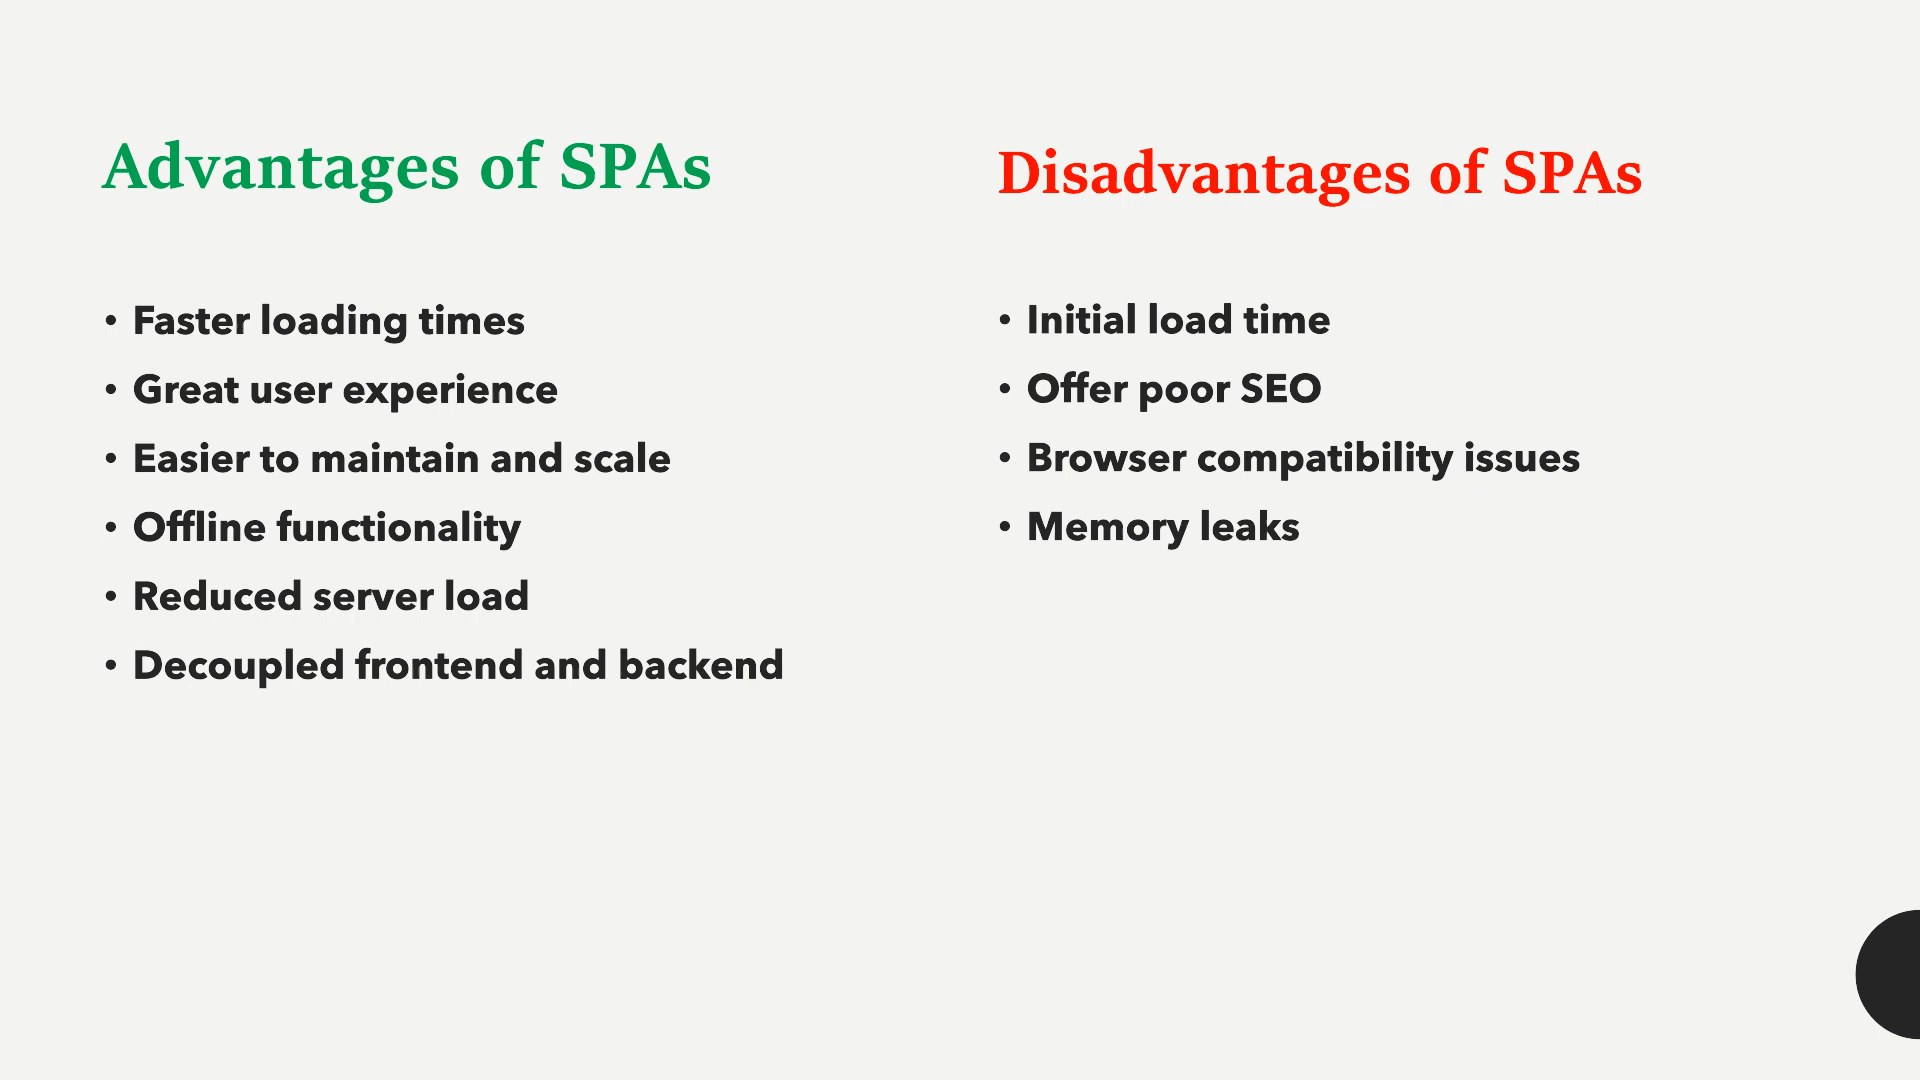 Advantages of SPAs
• Faster loading times
• Great user experience
• Easier to maintain and scale
• Offline functionality
• Reduced server load
• Decoupled frontend and backend
Disadvantages of SPAs
• Initial load time
• Offer poor SEO
• Browser compatibility issues
• Memory leaks